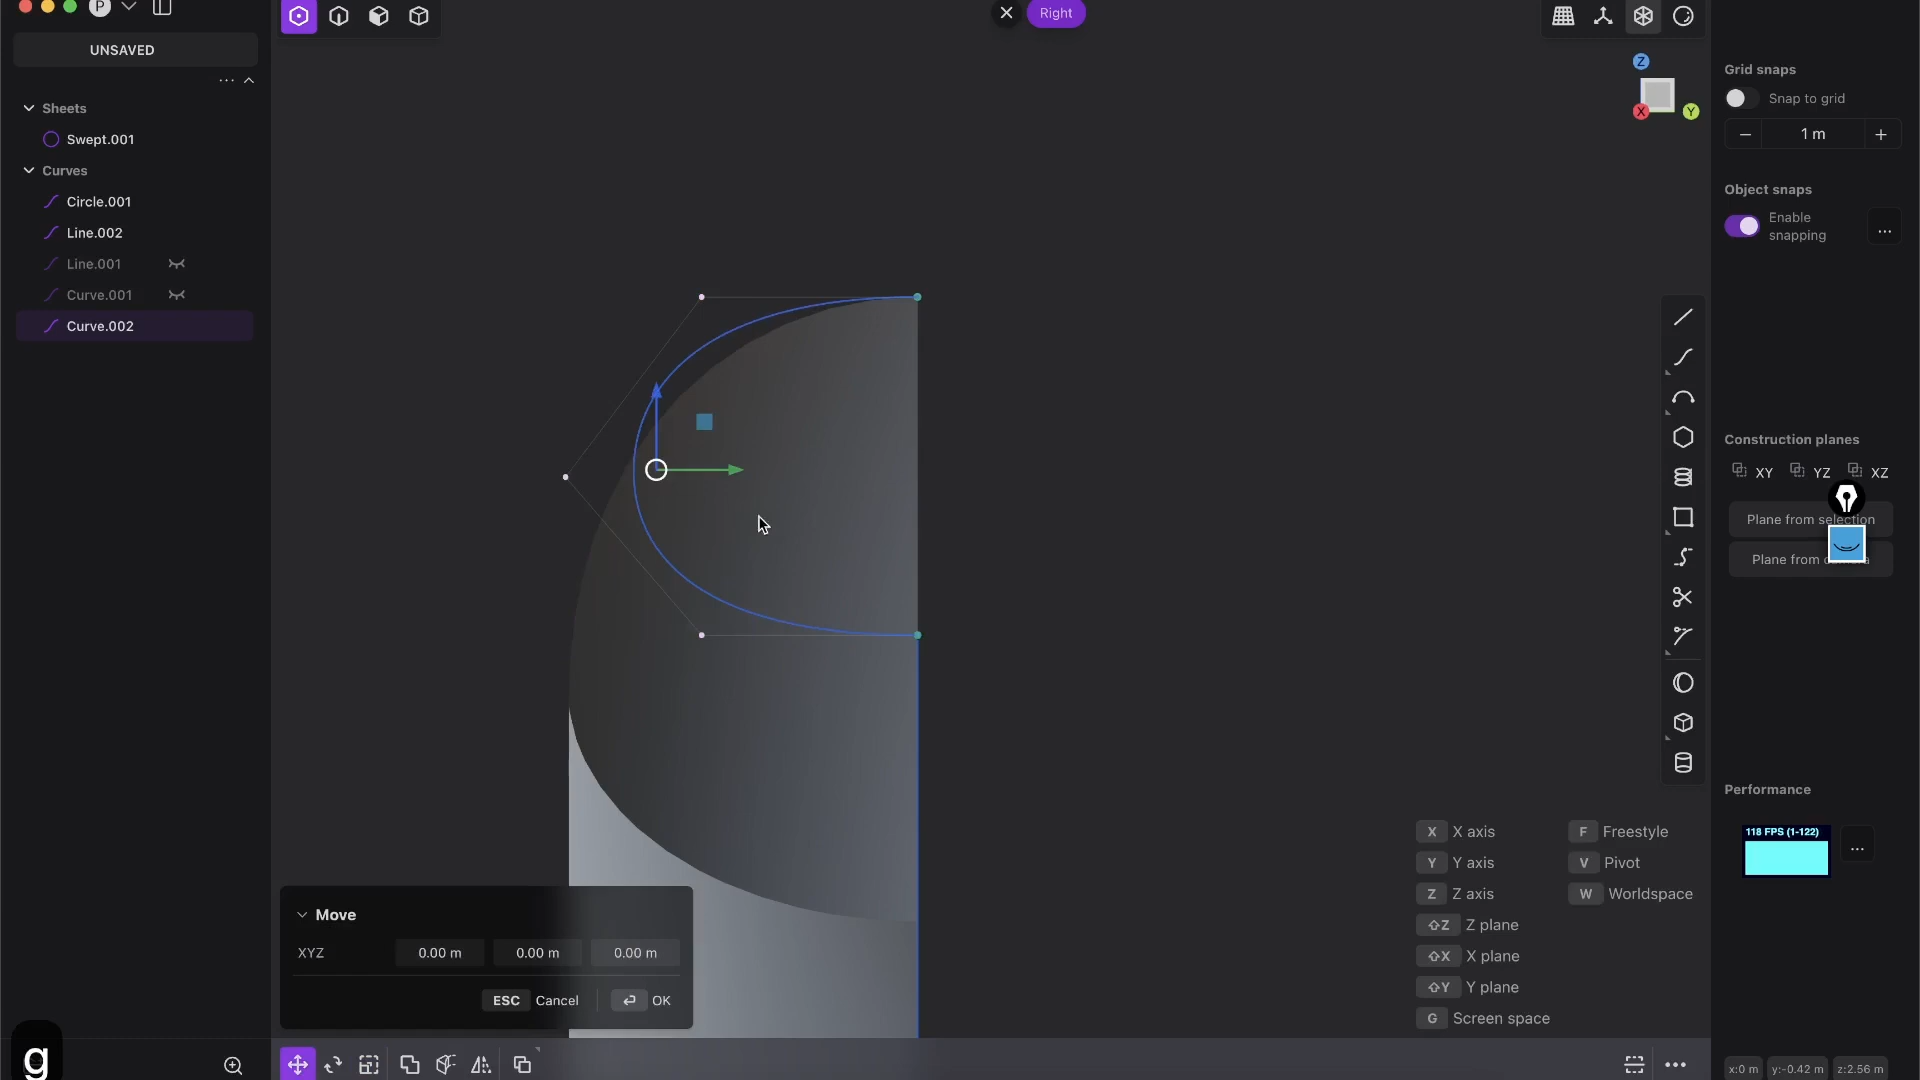 P
UNSAVED
Sheets
Swept.001
Curves
Circle.001
Line.002
Line.001
Curve.001
Curve.002
Right
Z
X
Y
Grid snaps
Snap to grid
1 m
Object snaps
Enable
snapping
Construction planes
XY YZ XZ
Plane from selection
Performance
118 FPS (1-122)
X X axis F Freestyle
Y Y axis V Pivot
Z Z axis W Worldspace
⇧Z Z plane
⇧X X plane
⇧Y Y plane
G Screen space
Move
XYZ 0.00 m 0.00 m 0.00 m
ESC Cancel OK
g
x:0 m y:-0.42 m z:2.56 m